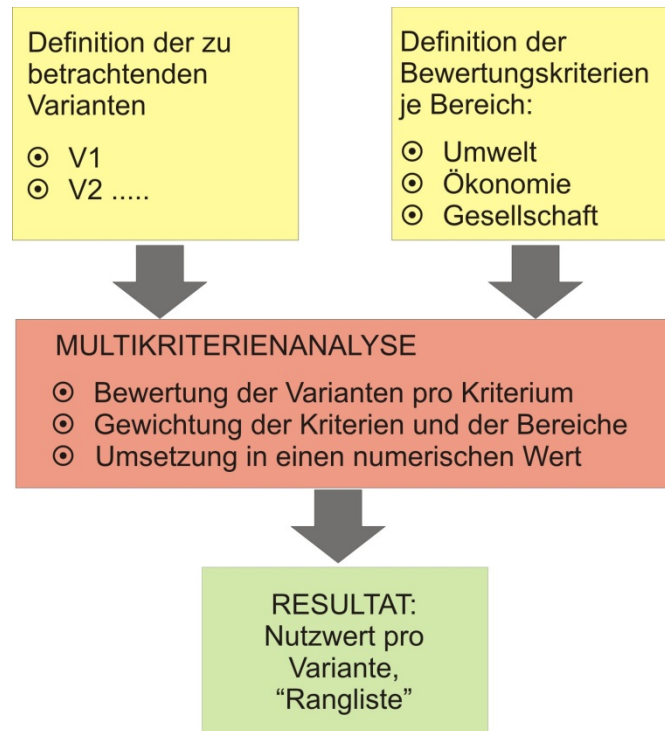 Definition der zu
betrachtenden
Varianten
⦿ V1
⦿ V2 .....
Definition der
Bewertungskriterien
je Bereich:
⦿ Umwelt
⦿ Ökonomie
⦿ Gesellschaft
MULTIKRITERIENANALYSE
⦿ Bewertung der Varianten pro Kriterium
⦿ Gewichtung der Kriterien und der Bereiche
⦿ Umsetzung in einen numerischen Wert
RESULTAT:
Nutzwert pro
Variante,
“Rangliste”